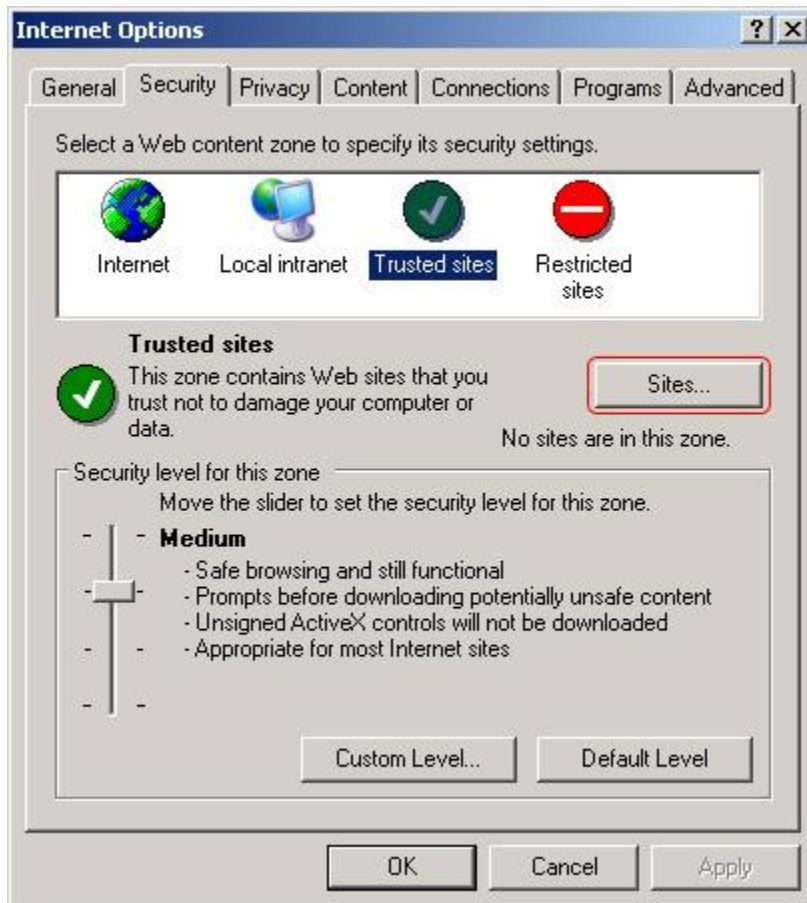 Internet Options
General Security Privacy Content Connections Programs Advanced
Select a Web content zone to specify its security settings.
Internet Local intranet Trusted sites Restricted
sites
Trusted sites
This zone contains Web sites that you
trust not to damage your computer or
data.
Sites...
No sites are in this zone.
Security level for this zone
Move the slider to set the security level for this zone.
Medium
- Safe browsing and still functional
- Prompts before downloading potentially unsafe content
- Unsigned ActiveX controls will not be downloaded
- Appropriate for most Internet sites
Custom Level... Default Level
OK Cancel Apply